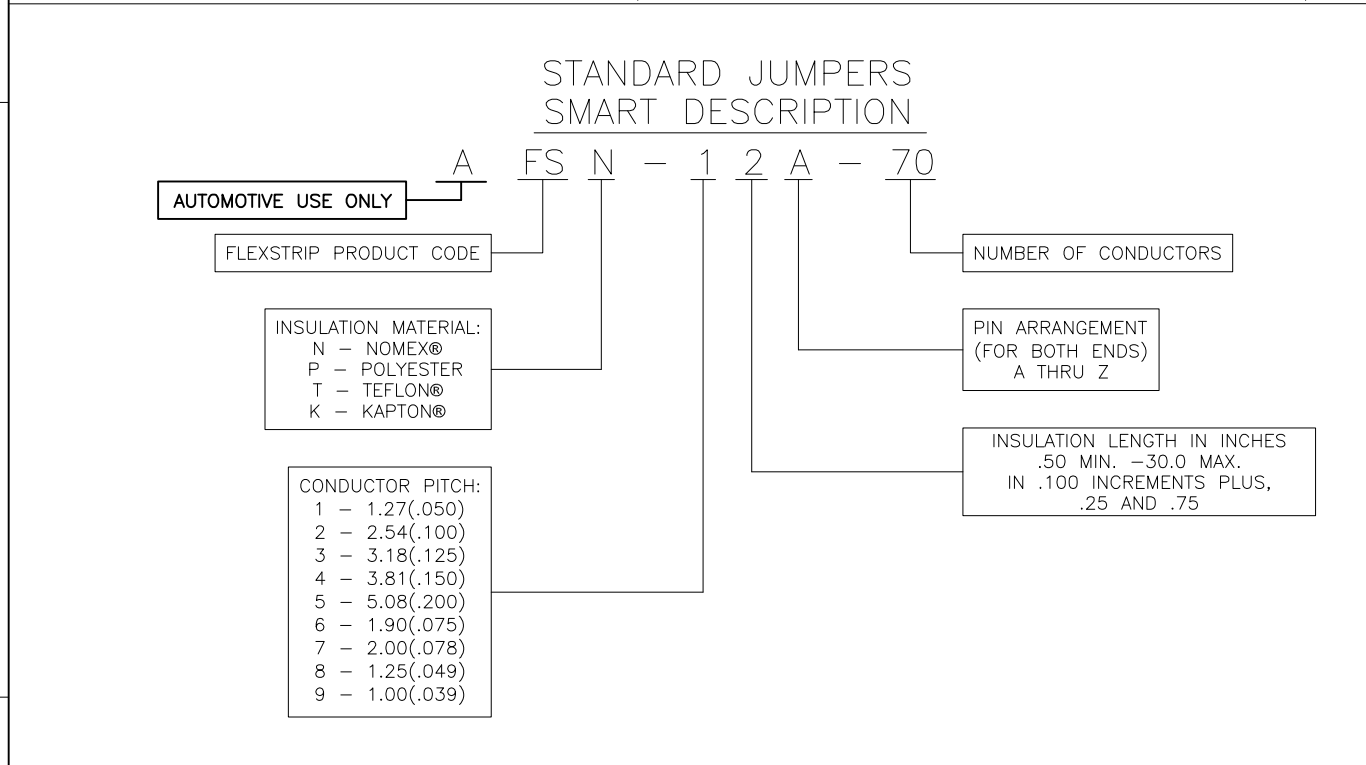 STANDARD JUMPERS
SMART DESCRIPTION
A FS N - 1 2 A - 70
AUTOMOTIVE USE ONLY
FLEXSTRIP PRODUCT CODE
NUMBER OF CONDUCTORS
INSULATION MATERIAL:
N - NOMEX®
P - POLYESTER
T - TEFLON®
K - KAPTON®
PIN ARRANGEMENT
(FOR BOTH ENDS)
A THRU Z
INSULATION LENGTH IN INCHES
.50 MIN. -30.0 MAX.
IN .100 INCREMENTS PLUS,
.25 AND .75
CONDUCTOR PITCH:
1 - 1.27(.050)
2 - 2.54(.100)
3 - 3.18(.125)
4 - 3.81(.150)
5 - 5.08(.200)
6 - 1.90(.075)
7 - 2.00(.078)
8 - 1.25(.049)
9 - 1.00(.039)